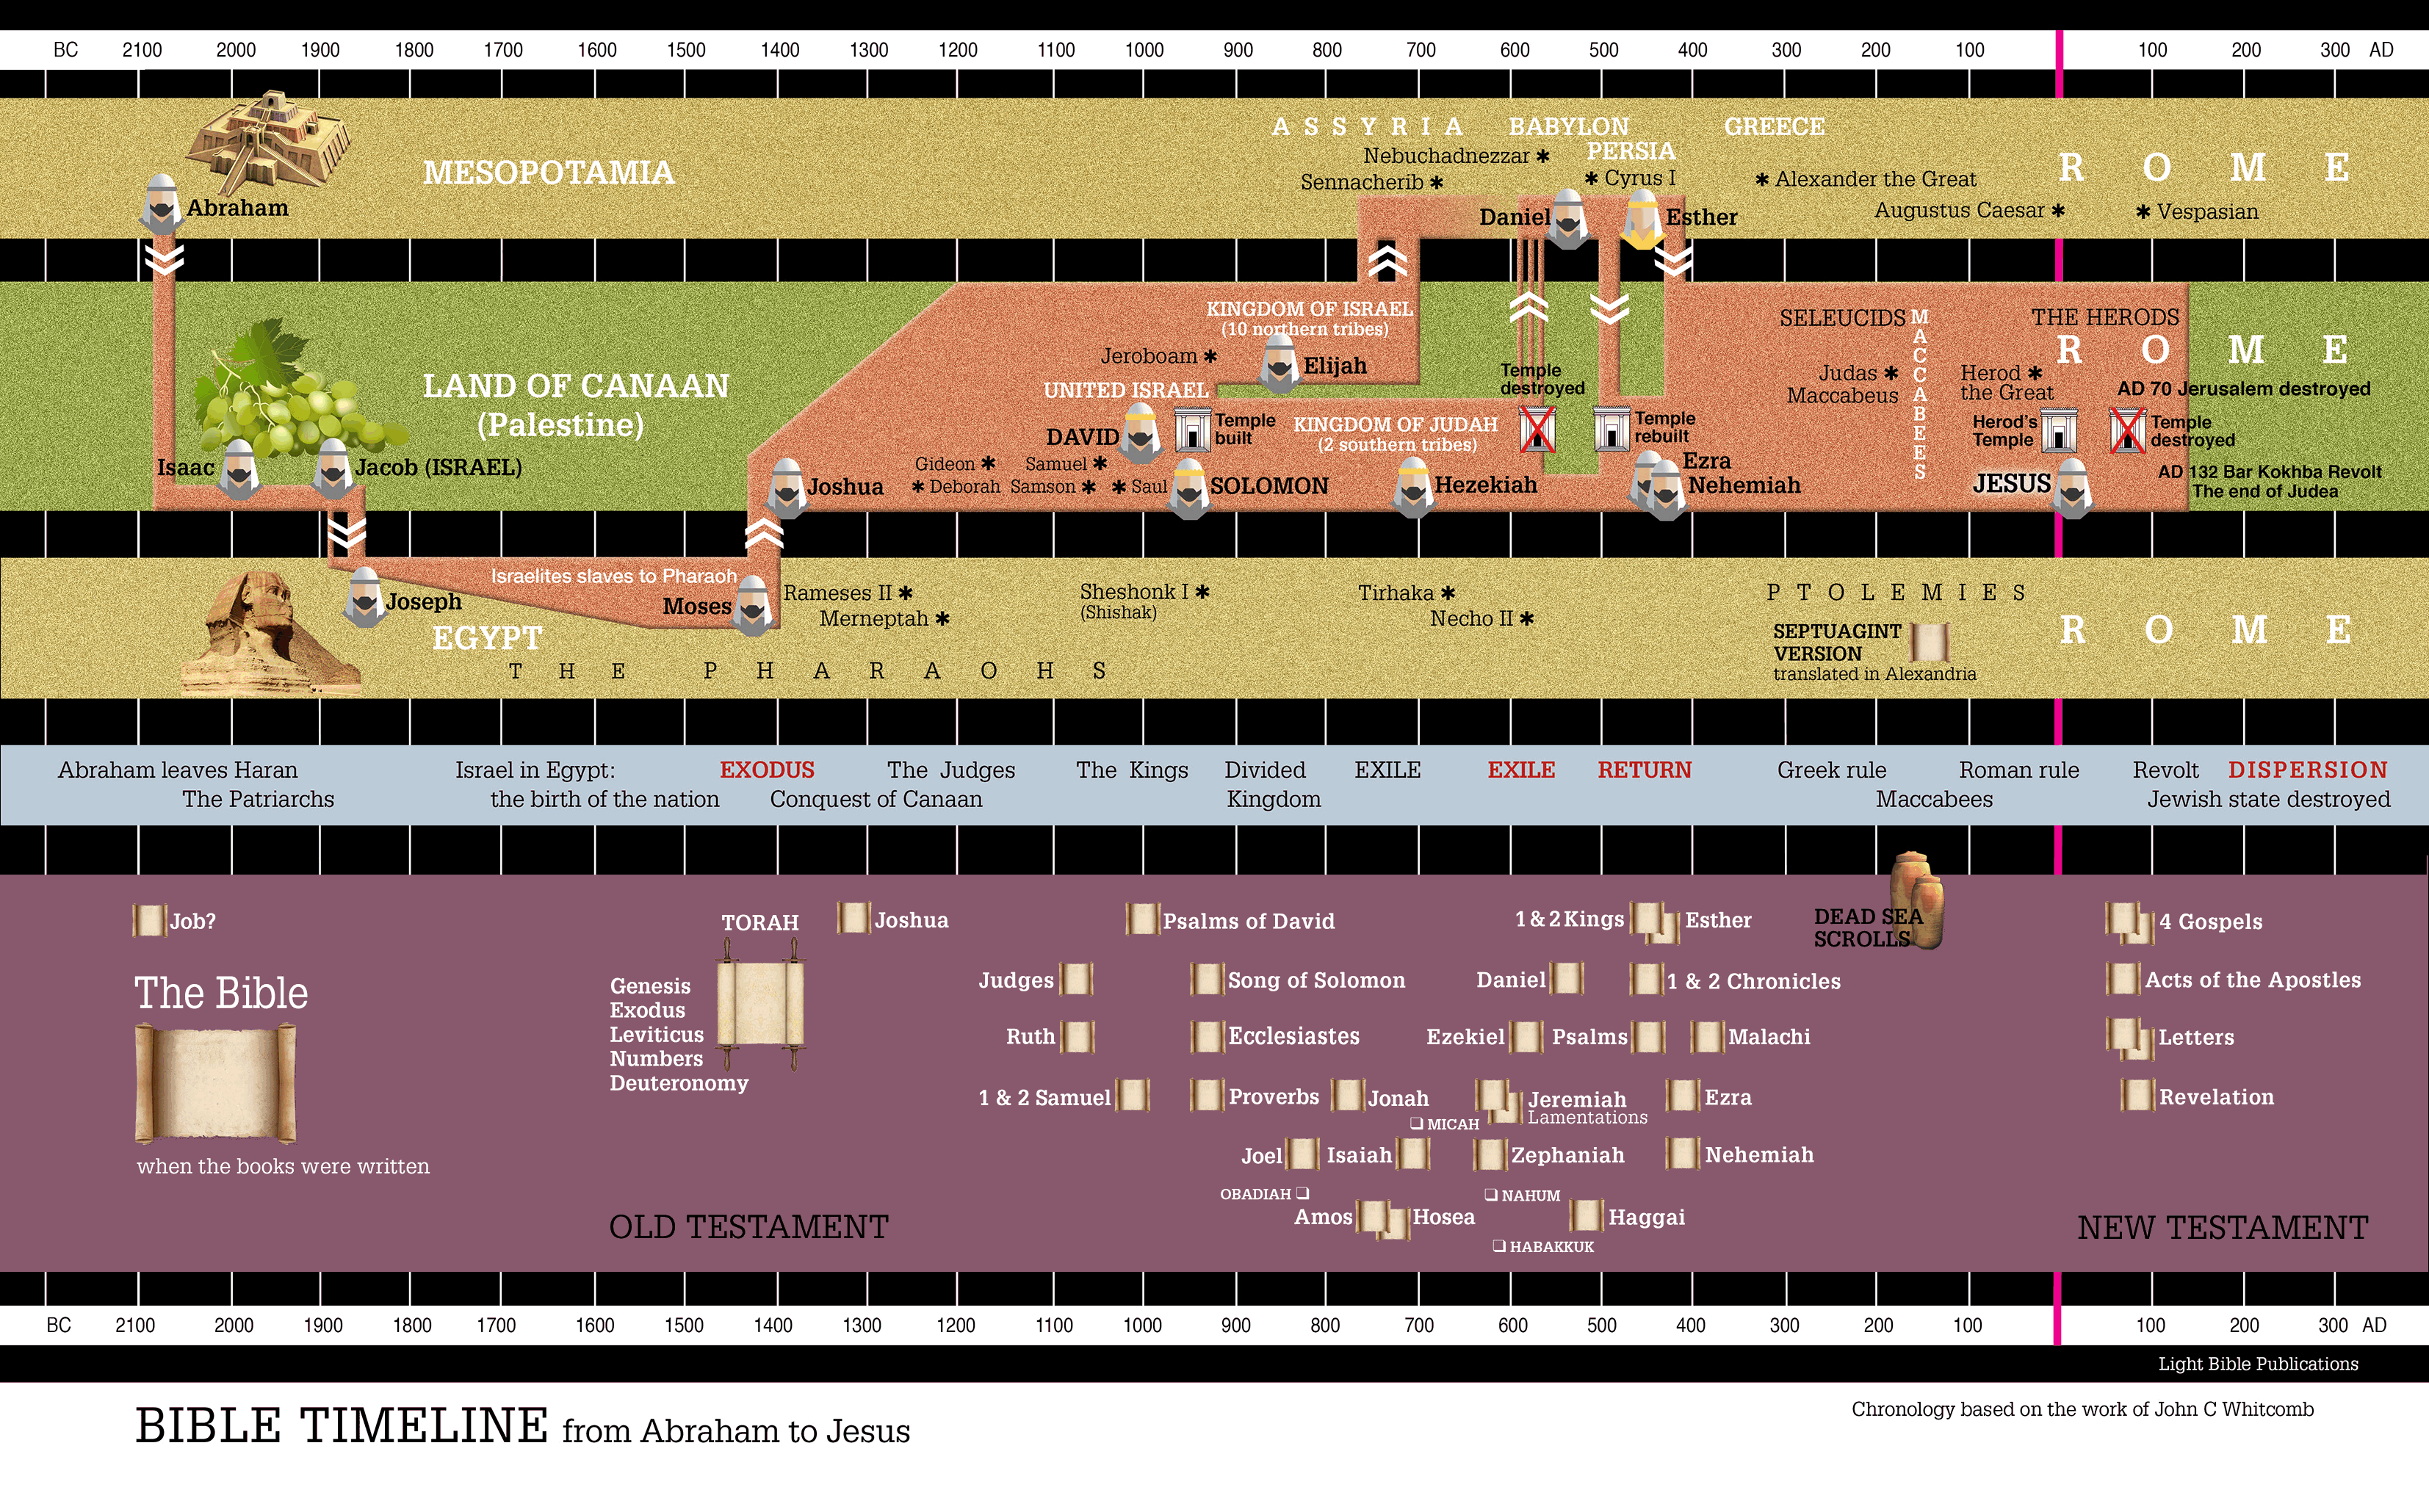 BC 2100 2000 1900 1800 1700 1600 1500 1400 1300 1200 1100 1000 900 800 700 600 500 400 300 200 100 100 200 300 AD
ASSYRIA BABYLON GREECE
Nebuchadnezzar ✱ PERSIA
MESOPOTAMIA
Sennacherib ✱ ✱ Cyrus I ✱ Alexander the Great
ROME
Abraham
Daniel Esther
Augustus Caesar ✱ ✱ Vespasian
KINGDOM OF ISRAEL
(10 northern tribes)
SELEUCIDS MACCABEES THE HERODS
ROME
Jeroboam ✱ Elijah
LAND OF CANAAN
(Palestine)
UNITED ISRAEL
Temple
destroyed
Judas ✱
Maccabeus
Herod ✱
the Great
AD 70 Jerusalem destroyed
DAVID
Temple
built
KINGDOM OF JUDAH
(2 southern tribes)
Temple
rebuilt
Herod's
Temple
Temple
destroyed
Isaac Jacob (ISRAEL)
Gideon ✱ Samuel ✱
Joshua ✱ Deborah Samson ✱ ✱ Saul SOLOMON Hezekiah
Ezra
Nehemiah
JESUS
AD 132 Bar Kokhba Revolt
The end of Judea
Israelites slaves to Pharaoh
Joseph Moses
Rameses II ✱
Merneptah ✱
Sheshonk I ✱
(Shishak)
Tirhaka ✱
Necho II ✱
PTOLEMIES
EGYPT
THE PHARAOHS
SEPTUAGINT
VERSION
translated in Alexandria
ROME
Abraham leaves Haran Israel in Egypt: EXODUS The Judges The Kings Divided EXILE EXILE RETURN Greek rule Roman rule Revolt DISPERSION
The Patriarchs the birth of the nation Conquest of Canaan Kingdom Maccabees Jewish state destroyed
Job? TORAH Joshua Psalms of David 1 & 2 Kings Esther
DEAD SEA
SCROLLS
4 Gospels
The Bible
when the books were written
Genesis
Exodus
Leviticus
Numbers
Deuteronomy
Judges Song of Solomon Daniel 1 & 2 Chronicles Acts of the Apostles
Ruth Ecclesiastes Ezekiel Psalms Malachi Letters
1 & 2 Samuel Proverbs Jonah Jeremiah Ezra Revelation
❑ MICAH Lamentations
Joel Isaiah Zephaniah Nehemiah
OBADIAH ❑ ❑ NAHUM
Amos Hosea Haggai
❑ HABAKKUK
OLD TESTAMENT NEW TESTAMENT
BC 2100 2000 1900 1800 1700 1600 1500 1400 1300 1200 1100 1000 900 800 700 600 500 400 300 200 100 100 200 300 AD
Light Bible Publications
BIBLE TIMELINE from Abraham to Jesus
Chronology based on the work of John C Whitcomb